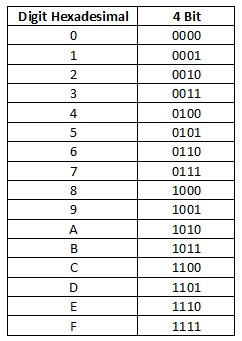 Digit Hexadesimal 4 Bit
0 0000
1 0001
2 0010
3 0011
4 0100
5 0101
6 0110
7 0111
8 1000
9 1001
A 1010
B 1011
C 1100
D 1101
E 1110
F 1111